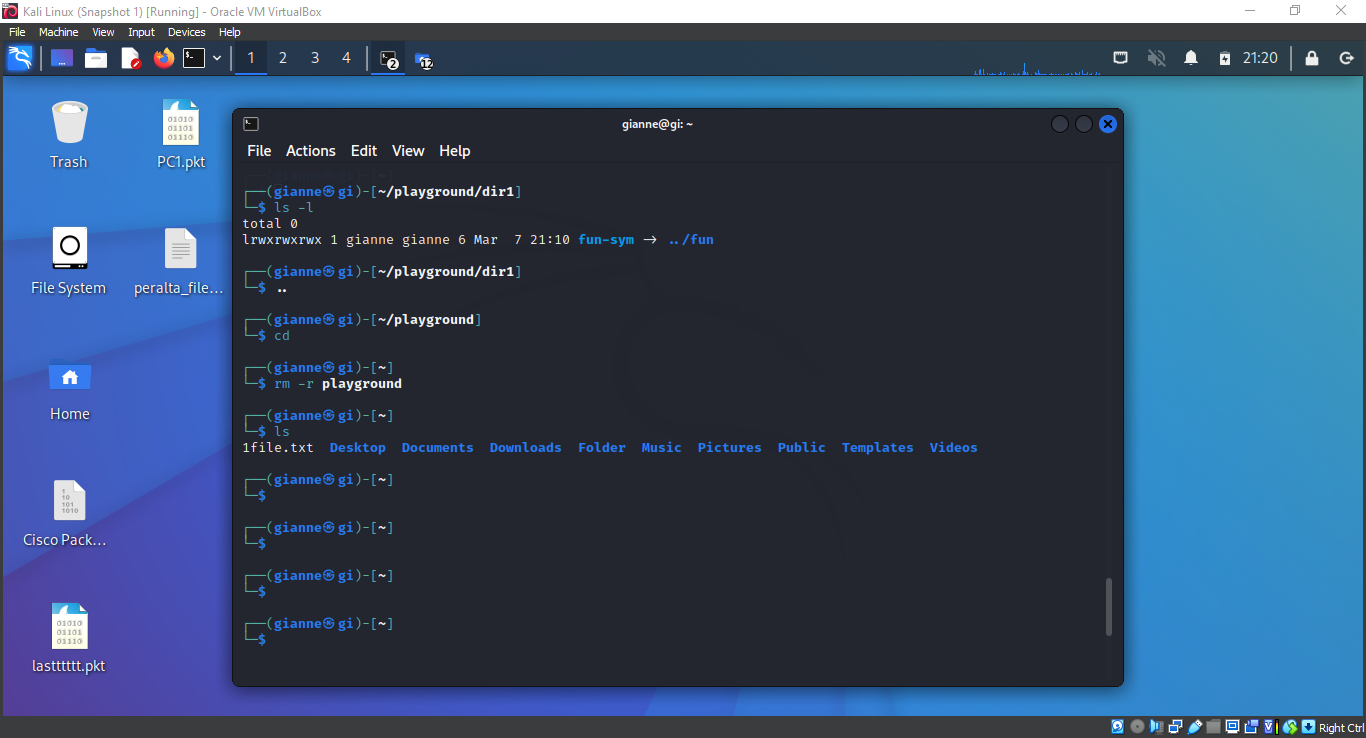 Kali Linux (Snapshot 1) [Running] - Oracle VM VirtualBox
File Machine View Input Devices Help
1 2 3 4 2 12 21:20
Trash
PC1.pkt
File System
peralta_file...
Home
Cisco Pack...
lastttttt.pkt
gianne@gi: ~
File Actions Edit View Help
┌──(gianne㉿gi)-[~/playground/dir1]
└─$ ls -l
total 0
lrwxrwxrwx 1 gianne gianne 6 Mar  7 21:10 fun-sym -> ../fun
┌──(gianne㉿gi)-[~/playground/dir1]
└─$ ..
┌──(gianne㉿gi)-[~/playground]
└─$ cd
┌──(gianne㉿gi)-[~]
└─$ rm -r playground
┌──(gianne㉿gi)-[~]
└─$ ls
1file.txt  Desktop  Documents  Downloads  Folder  Music  Pictures  Public  Templates  Videos
┌──(gianne㉿gi)-[~]
└─$
┌──(gianne㉿gi)-[~]
└─$
┌──(gianne㉿gi)-[~]
└─$
┌──(gianne㉿gi)-[~]
└─$
Right Ctrl